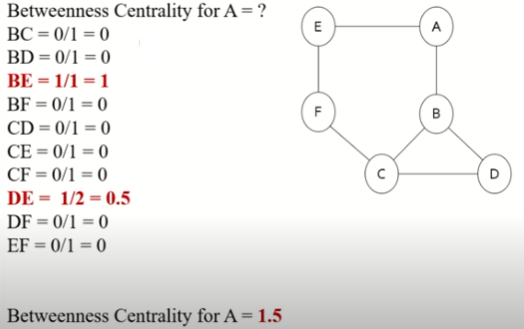 Betweenness Centrality for A = ?
BC = 0/1 = 0
BD = 0/1 = 0
BE = 1/1 = 1
BF = 0/1 = 0
CD = 0/1 = 0
CE = 0/1 = 0
CF = 0/1 = 0
DE = 1/2 = 0.5
DF = 0/1 = 0
EF = 0/1 = 0
Betweenness Centrality for A = 1.5
E
A
F
B
C
D